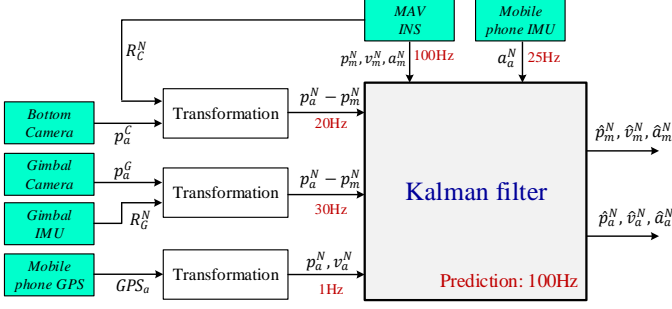 MAV
INS
Mobile
phone IMU
R_C^N
p_m^N, v_m^N, a_m^N
100Hz
a_a^N
25Hz
Bottom
Camera
p_a^C
Transformation
p_a^N − p_m^N
20Hz
p̂_m^N, v̂_m^N, â_m^N
Gimbal
Camera
p_a^G
Gimbal
IMU
R_G^N
Transformation
p_a^N − p_m^N
30Hz
Kalman filter
p̂_a^N, v̂_a^N, â_a^N
Mobile
phone GPS
GPS_a
Transformation
p_a^N, v_a^N
1Hz
Prediction: 100Hz